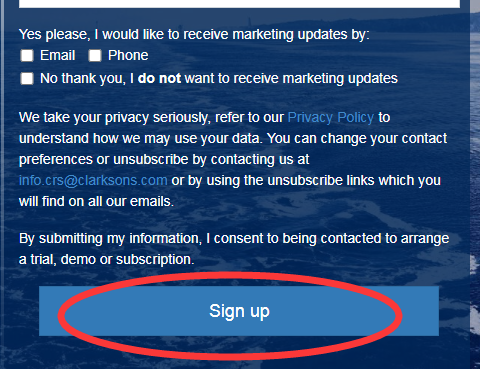 Yes please, I would like to receive marketing updates by:
Email Phone
No thank you, I do not want to receive marketing updates
We take your privacy seriously, refer to our Privacy Policy to
understand how we may use your data. You can change your contact
preferences or unsubscribe by contacting us at
info.crs@clarksons.com or by using the unsubscribe links which you
will find on all our emails.
By submitting my information, I consent to being contacted to arrange
a trial, demo or subscription.
Sign up